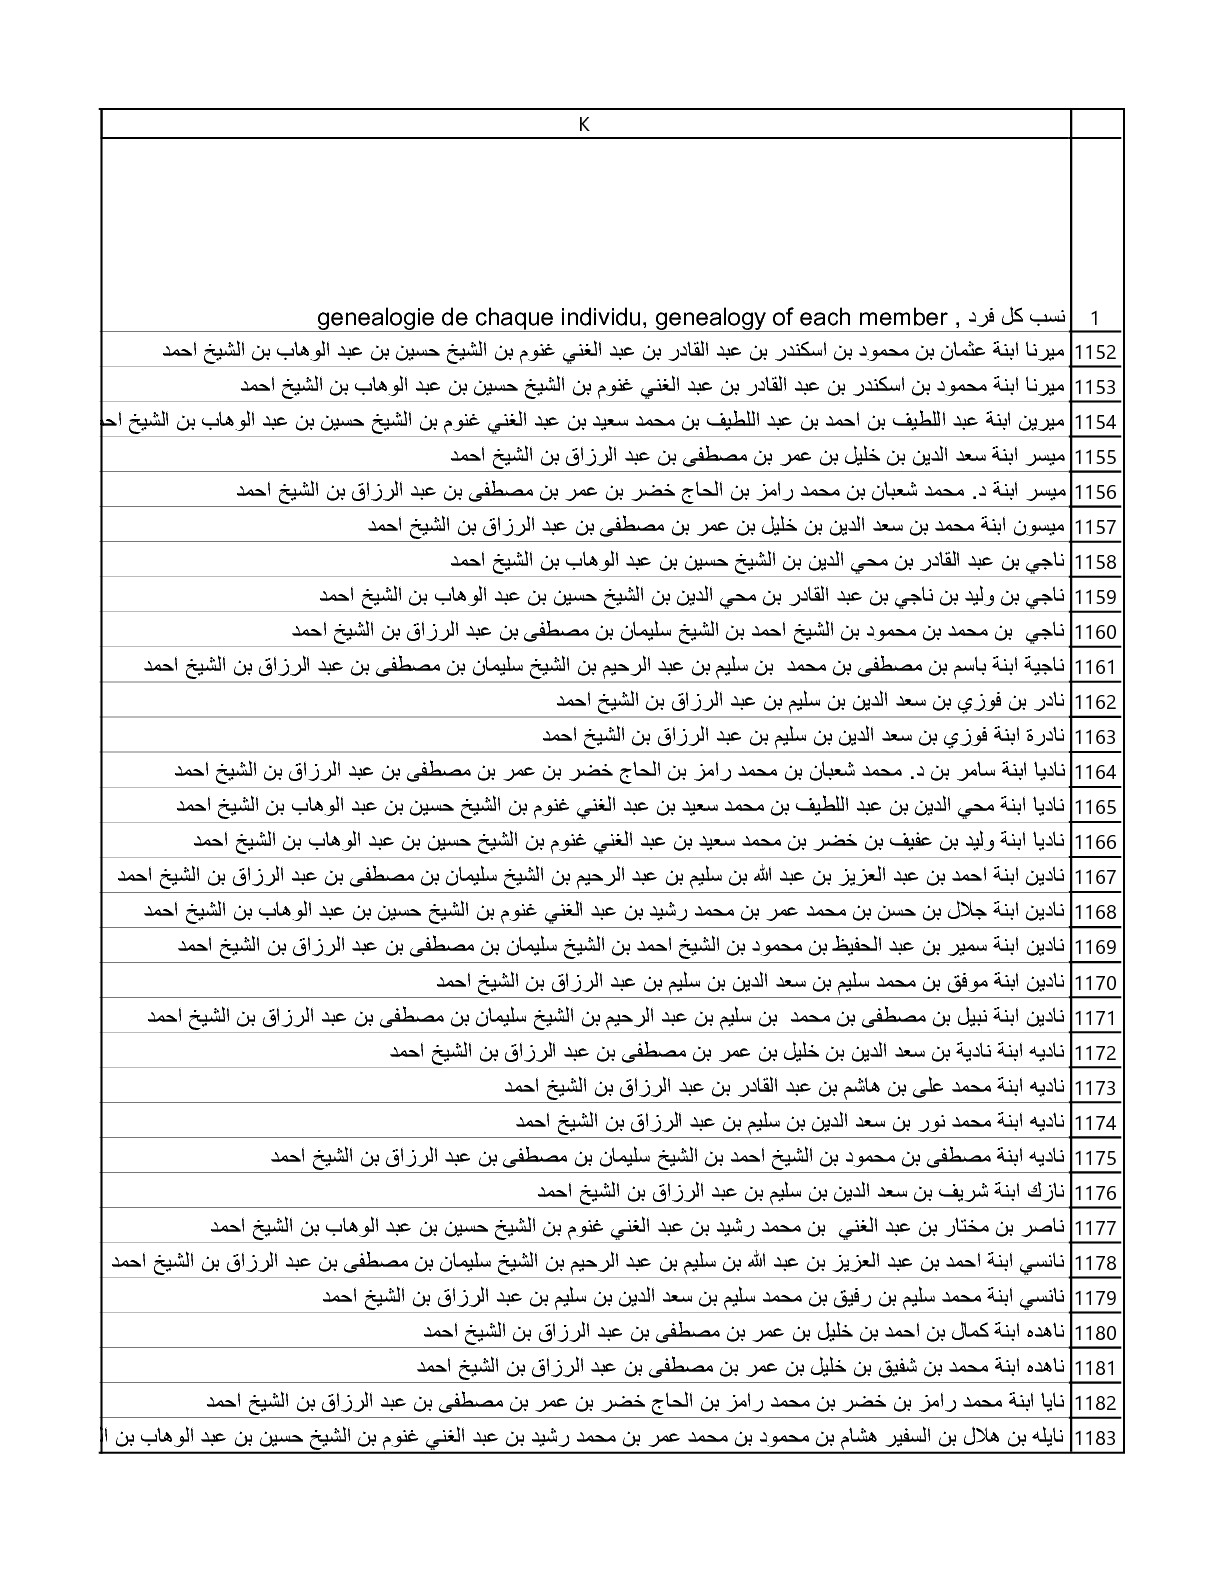 K
1 نسب كل فرد , genealogie de chaque individu, genealogy of each member
1152 ميرنا ابنة عثمان بن محمود بن اسكندر بن عبد القادر بن عبد الغني غنوم بن الشيخ حسين بن عبد الوهاب بن الشيخ احمد
1153 ميرنا ابنة محمود بن اسكندر بن عبد القادر بن عبد الغني غنوم بن الشيخ حسين بن عبد الوهاب بن الشيخ احمد
1154 ميرين ابنة عبد اللطيف بن احمد بن عبد اللطيف بن محمد سعيد بن عبد الغني غنوم بن الشيخ حسين بن عبد الوهاب بن الشيخ
1155 ميسر ابنة سعد الدين بن خليل بن عمر بن مصطفى بن عبد الرزاق بن الشيخ احمد
1156 ميسر ابنة د. محمد شعبان بن محمد رامز بن الحاج خضر بن عمر بن مصطفى بن عبد الرزاق بن الشيخ احمد
1157 ميسون ابنة محمد بن سعد الدين بن خليل بن عمر بن مصطفى بن عبد الرزاق بن الشيخ احمد
1158 ناجي بن عبد القادر بن محي الدين بن الشيخ حسين بن عبد الوهاب بن الشيخ احمد
1159 ناجي بن وليد بن ناجي بن عبد القادر بن محي الدين بن الشيخ حسين بن عبد الوهاب بن الشيخ احمد
1160 ناجي بن محمد بن محمود بن الشيخ احمد بن الشيخ سليمان بن مصطفى بن عبد الرزاق بن الشيخ احمد
1161 ناجية ابنة باسم بن مصطفى بن محمد بن سليم بن عبد الرحيم بن الشيخ سليمان بن مصطفى بن عبد الرزاق بن الشيخ احمد
1162 نادر بن فوزي بن سعد الدين بن سليم بن عبد الرزاق بن الشيخ احمد
1163 نادرة ابنة فوزي بن سعد الدين بن سليم بن عبد الرزاق بن الشيخ احمد
1164 ناديا ابنة سامر بن د. محمد شعبان بن محمد رامز بن الحاج خضر بن عمر بن مصطفى بن عبد الرزاق بن الشيخ احمد
1165 ناديا ابنة محي الدين بن عبد اللطيف بن محمد سعيد بن عبد الغني غنوم بن الشيخ حسين بن عبد الوهاب بن الشيخ احمد
1166 ناديا ابنة وليد بن عفيف بن خضر بن محمد سعيد بن عبد الغني غنوم بن الشيخ حسين بن عبد الوهاب بن الشيخ احمد
1167 نادين ابنة احمد بن عبد العزيز بن عبد الله بن سليم بن عبد الرحيم بن الشيخ سليمان بن مصطفى بن عبد الرزاق بن الشيخ احمد
1168 نادين ابنة جلال بن حسن بن محمد عمر بن محمد رشيد بن عبد الغني غنوم بن الشيخ حسين بن عبد الوهاب بن الشيخ احمد
1169 نادين ابنة سمير بن عبد الحفيظ بن محمود بن الشيخ احمد بن الشيخ سليمان بن مصطفى بن عبد الرزاق بن الشيخ احمد
1170 نادين ابنة موفق بن محمد سليم بن سعد الدين بن سليم بن عبد الرزاق بن الشيخ احمد
1171 نادين ابنة نبيل بن مصطفى بن محمد بن سليم بن عبد الرحيم بن الشيخ سليمان بن مصطفى بن عبد الرزاق بن الشيخ احمد
1172 ناديه ابنة نادية بن سعد الدين بن خليل بن عمر بن مصطفى بن عبد الرزاق بن الشيخ احمد
1173 ناديه ابنة محمد علي بن هاشم بن عبد القادر بن عبد الرزاق بن الشيخ احمد
1174 ناديه ابنة محمد نور بن سعد الدين بن سليم بن عبد الرزاق بن الشيخ احمد
1175 ناديه ابنة مصطفى بن محمود بن الشيخ احمد بن الشيخ سليمان بن مصطفى بن عبد الرزاق بن الشيخ احمد
1176 نازك ابنة شريف بن سعد الدين بن سليم بن عبد الرزاق بن الشيخ احمد
1177 ناصر بن مختار بن عبد الغني بن محمد رشيد بن عبد الغني غنوم بن الشيخ حسين بن عبد الوهاب بن الشيخ احمد
1178 نانسي ابنة احمد بن عبد العزيز بن عبد الله بن سليم بن عبد الرحيم بن الشيخ سليمان بن مصطفى بن عبد الرزاق بن الشيخ احمد
1179 نانسي ابنة محمد سليم بن رفيق بن محمد سليم بن سعد الدين بن سليم بن عبد الرزاق بن الشيخ احمد
1180 ناهده ابنة كمال بن احمد بن خليل بن عمر بن مصطفى بن عبد الرزاق بن الشيخ احمد
1181 ناهده ابنة محمد بن شفيق بن خليل بن عمر بن مصطفى بن عبد الرزاق بن الشيخ احمد
1182 نايا ابنة محمد رامز بن خضر بن محمد رامز بن الحاج خضر بن عمر بن مصطفى بن عبد الرزاق بن الشيخ احمد
1183 نايله بن هلال بن السفير هشام بن محمود بن محمد عمر بن محمد رشيد بن عبد الغني غنوم بن الشيخ حسين بن عبد الوهاب بن